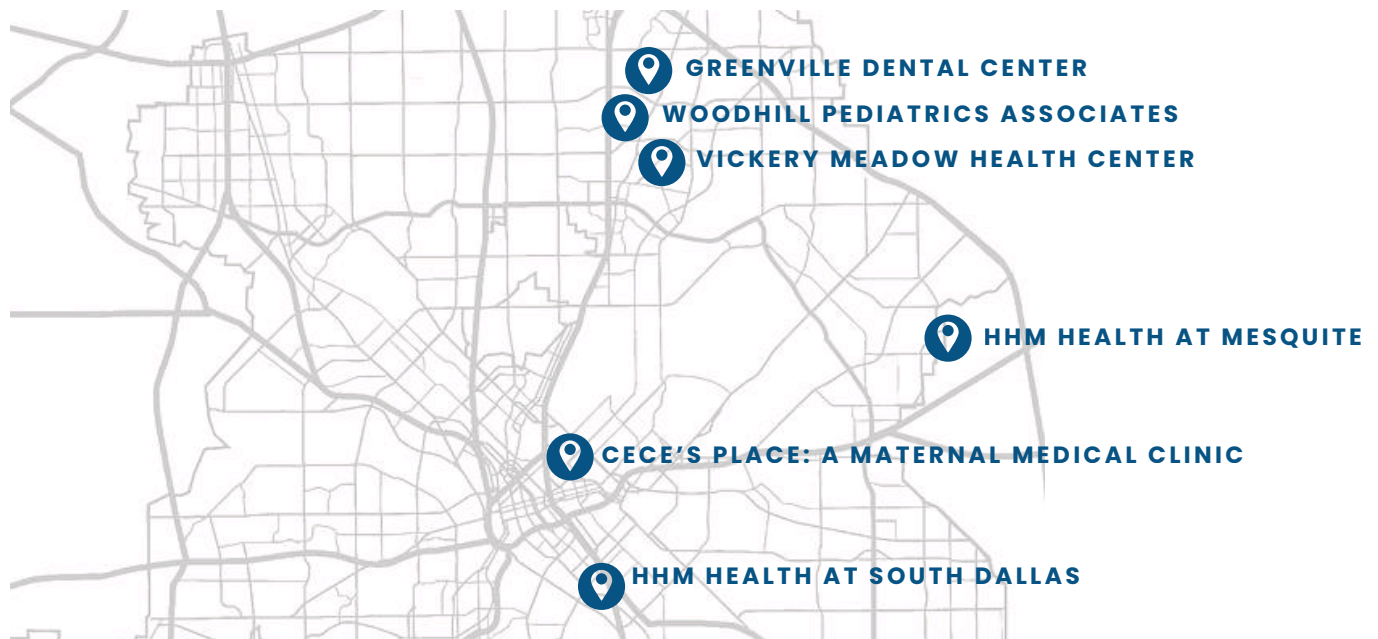 GREENVILLE DENTAL CENTER
WOODHILL PEDIATRICS ASSOCIATES
VICKERY MEADOW HEALTH CENTER
HHM HEALTH AT MESQUITE
CECE'S PLACE: A MATERNAL MEDICAL CLINIC
HHM HEALTH AT SOUTH DALLAS